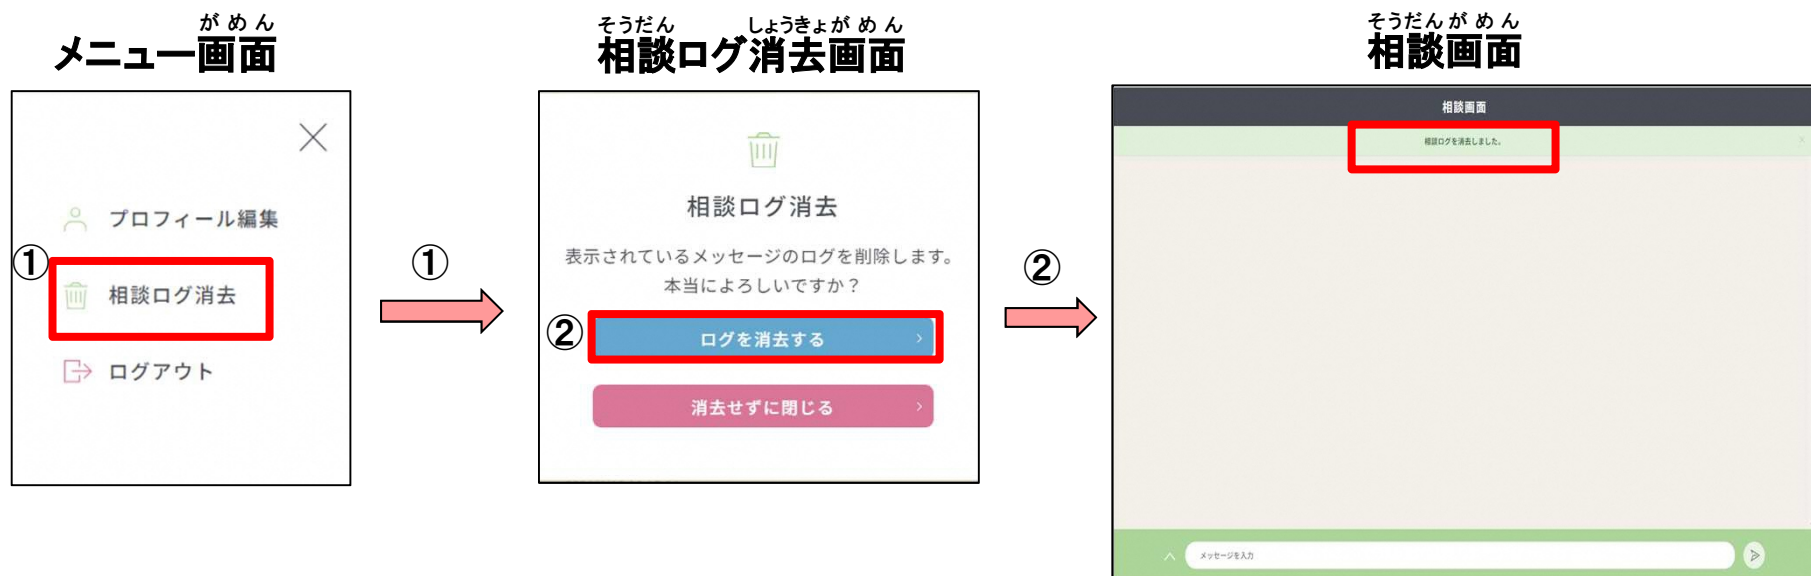 がめん
メニュー画面
プロフィール編集
①
相談ログ消去
ログアウト
①
そうだん しょうきょがめん
相談ログ消去画面
相談ログ消去
表示されているメッセージのログを削除します。
本当によろしいですか？
②
ログを消去する
消去せずに閉じる
②
そうだんがめん
相談画面
相談画面
相談ログを消去しました。
メッセージを入力